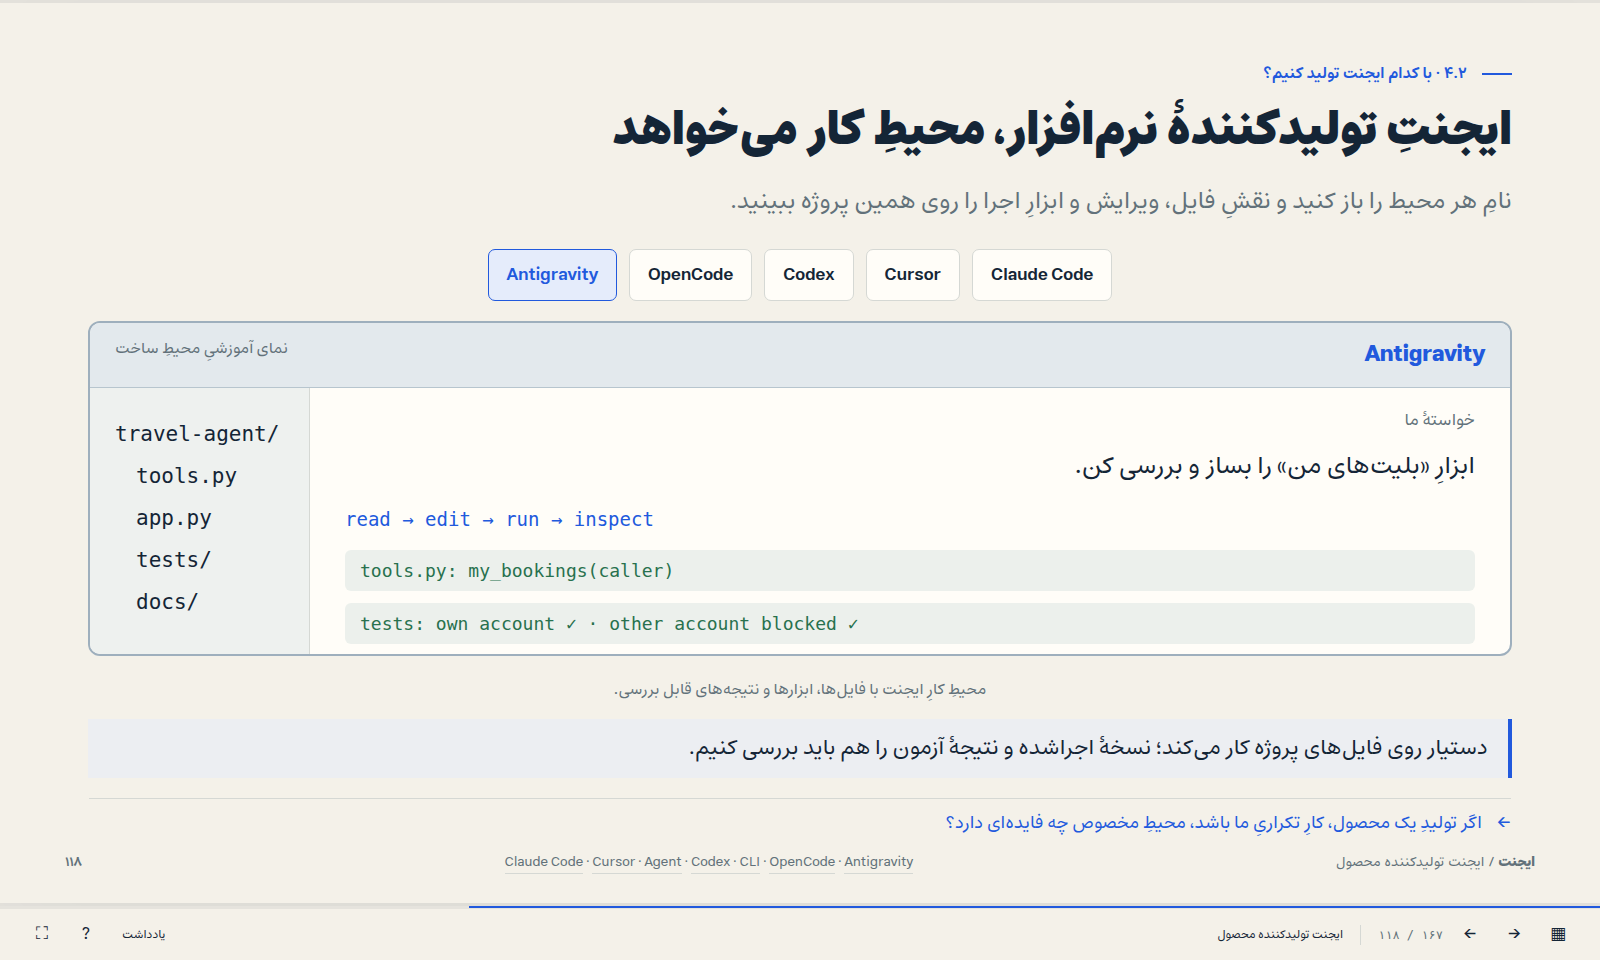 ۴.۲ · با کدام ایجنت تولید کنیم؟
ایجنتِ تولیدکنندهٔ نرم‌افزار، محیطِ کار می‌خواهد
نامِ هر محیط را باز کنید و نقشِ فایل، ویرایش و ابزارِ اجرا را روی همین پروژه ببینید.
Claude Code
Cursor
Codex
OpenCode
Antigravity
Antigravity
نمای آموزشیِ محیطِ ساخت
خواستهٔ ما
ابزارِ «بلیت‌های من» را بساز و بررسی کن.
read → edit → run → inspect
tools.py: my_bookings(caller)
tests: own account ✓ · other account blocked ✓
travel-agent/
tools.py
app.py
tests/
docs/
محیطِ کارِ ایجنت با فایل‌ها، ابزارها و نتیجه‌های قابل بررسی.
دستیار روی فایل‌های پروژه کار می‌کند؛ نسخهٔ اجراشده و نتیجهٔ آزمون را هم باید بررسی کنیم.
← اگر تولیدِ یک محصول، کارِ تکراریِ ما باشد، محیطِ مخصوص چه فایده‌ای دارد؟
ایجنت / ایجنت تولیدکننده محصول
Claude Code · Cursor · Agent · Codex · CLI · OpenCode · Antigravity
۱۱۸
▦ → ← ۱۱۸ / ۱۶۷
ایجنت تولیدکننده محصول
یادداشت
?